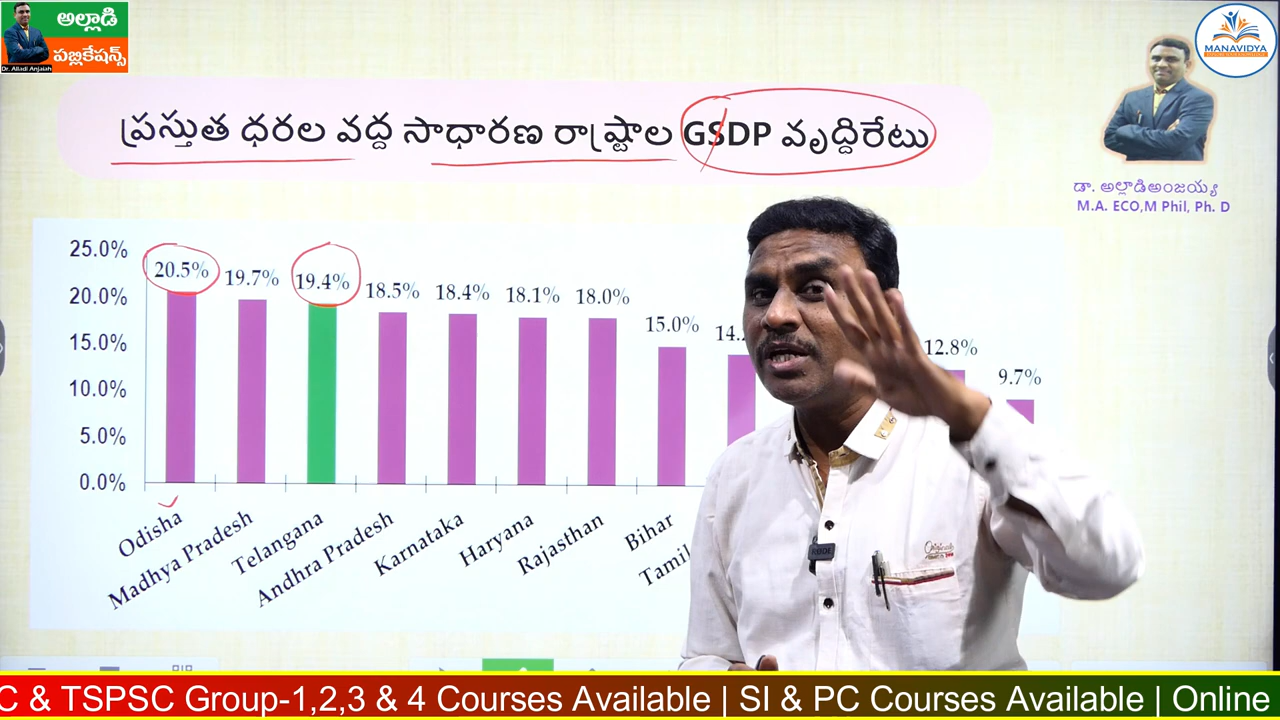 అల్లాడి
పబ్లికేషన్స్
Dr. Alladi Anjaiah
MANAVIDYA
ప్రస్తుత ధరల వద్ద సాధారణ రాష్ట్రాల GSDP వృద్దిరేటు
డా. అల్లాడిఅంజయ్య
M.A. ECO,M Phil, Ph. D
25.0%
20.0%
15.0%
10.0%
5.0%
0.0%
20.5% 19.7% 19.4% 18.5% 18.4% 18.1% 18.0% 15.0% 14. 12.8% 9.7%
Odisha
Madhya Pradesh
Telangana
Andhra Pradesh
Karnataka
Haryana
Rajasthan
Bihar
Tamil
Originals
C & TSPSC Group-1,2,3 & 4 Courses Available | SI & PC Courses Available | Online